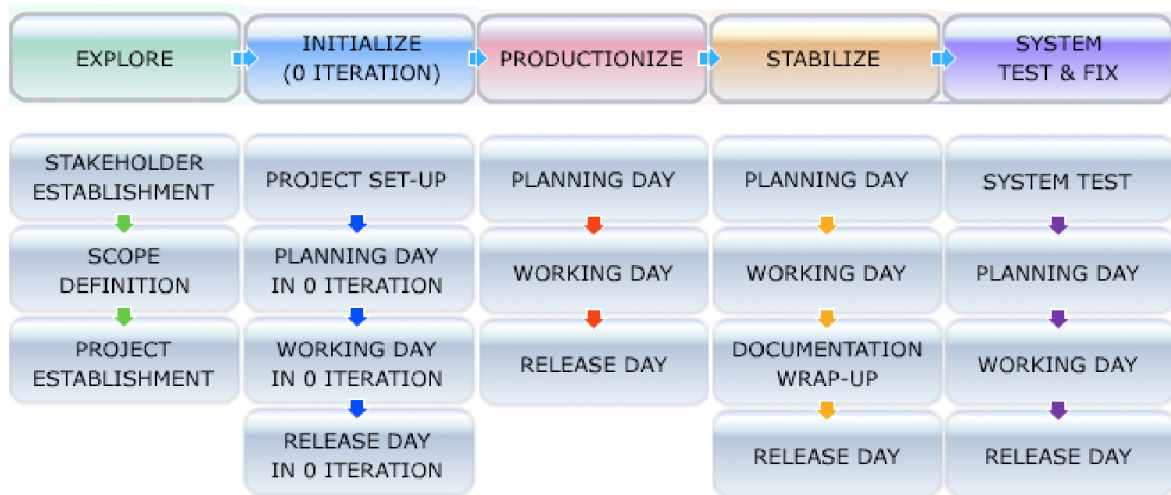 EXPLORE
INITIALIZE
(0 ITERATION)
PRODUCTIONIZE
STABILIZE
SYSTEM
TEST & FIX
STAKEHOLDER
ESTABLISHMENT
SCOPE
DEFINITION
PROJECT
ESTABLISHMENT
PROJECT SET-UP
PLANNING DAY
IN 0 ITERATION
WORKING DAY
IN 0 ITERATION
RELEASE DAY
IN 0 ITERATION
PLANNING DAY
WORKING DAY
RELEASE DAY
PLANNING DAY
WORKING DAY
DOCUMENTATION
WRAP-UP
RELEASE DAY
SYSTEM TEST
PLANNING DAY
WORKING DAY
RELEASE DAY